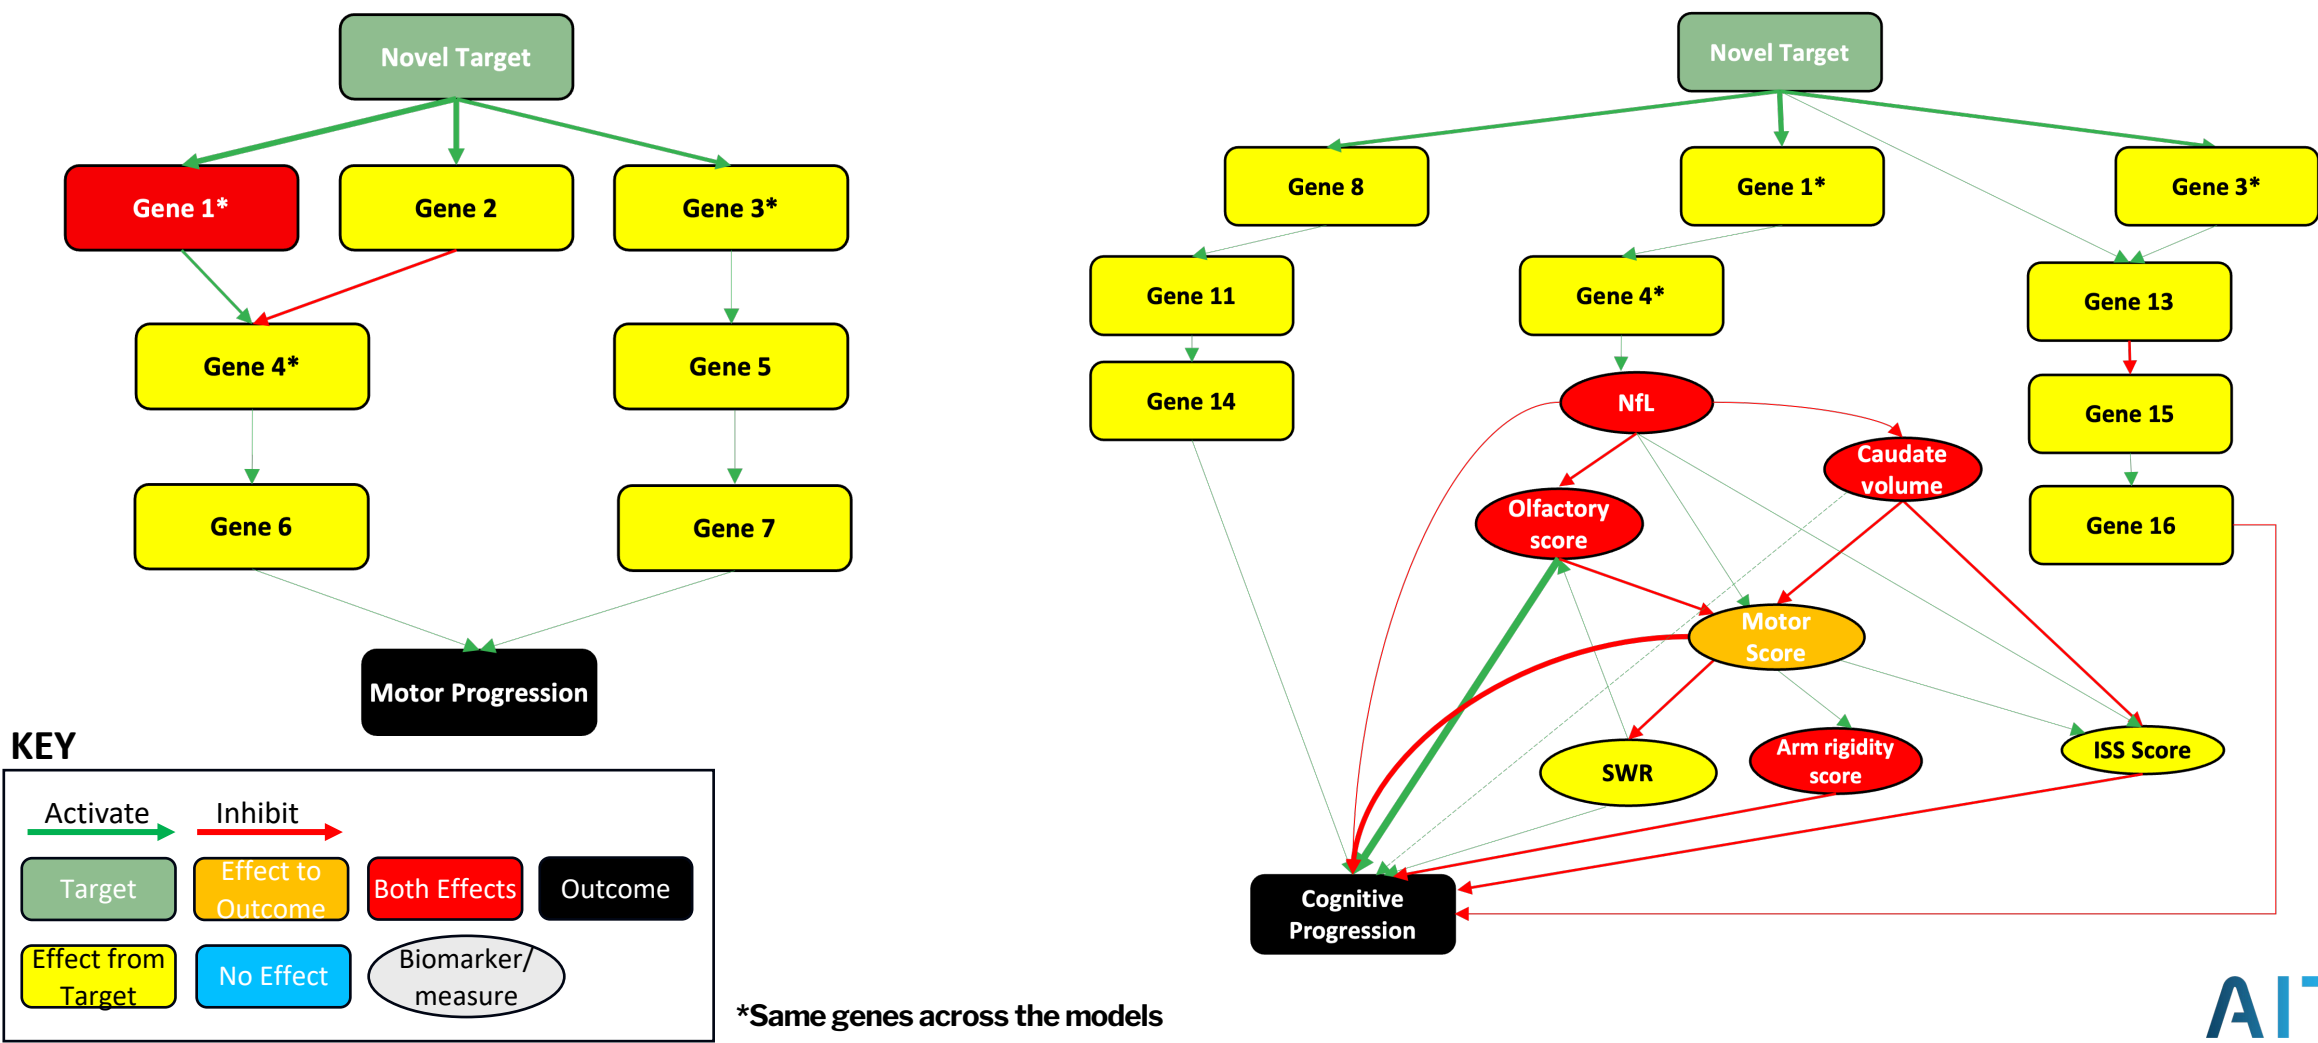 Novel Target
Gene 1*
Gene 2
Gene 3*
Gene 4*
Gene 5
Gene 6
Gene 7
Motor Progression
Novel Target
Gene 8
Gene 1*
Gene 3*
Gene 11
Gene 4*
Gene 13
Gene 14
NfL
Gene 15
Caudate
volume
Olfactory
score
Gene 16
Motor
Score
SWR
Arm rigidity
score
ISS Score
Cognitive
Progression
KEY
Activate
Inhibit
Target
Effect to
Outcome
Both Effects
Outcome
Effect from
Target
No Effect
Biomarker/
measure
*Same genes across the models